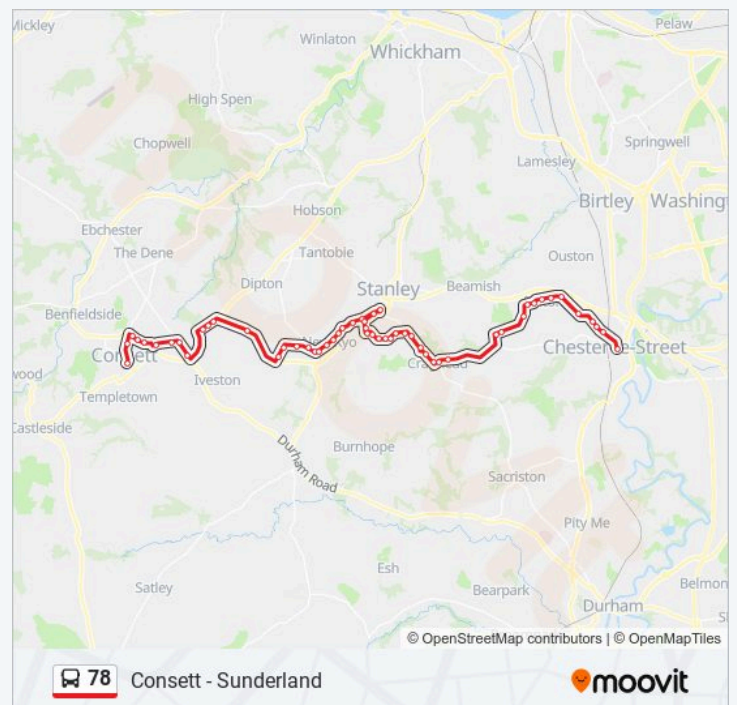 Mickley
Pelaw
Winlaton
Whickham
High Spen
Chopwell
Springwell
Lamesley
Birtley
Washingt
Hobson
Ebchester
The Dene
Tantobie
Ouston
Dipton
Stanley
Beamish
Benfieldside
Consett
Chester-le-Street
wood
Iveston
Templetown
Castleside
Burnhope
Durham Road
Sacriston
Pity Me
Esh
Satley
Bearpark
Belmon
Durham
© OpenStreetMap contributors | © OpenMapTiles
78 Consett - Sunderland
moovit